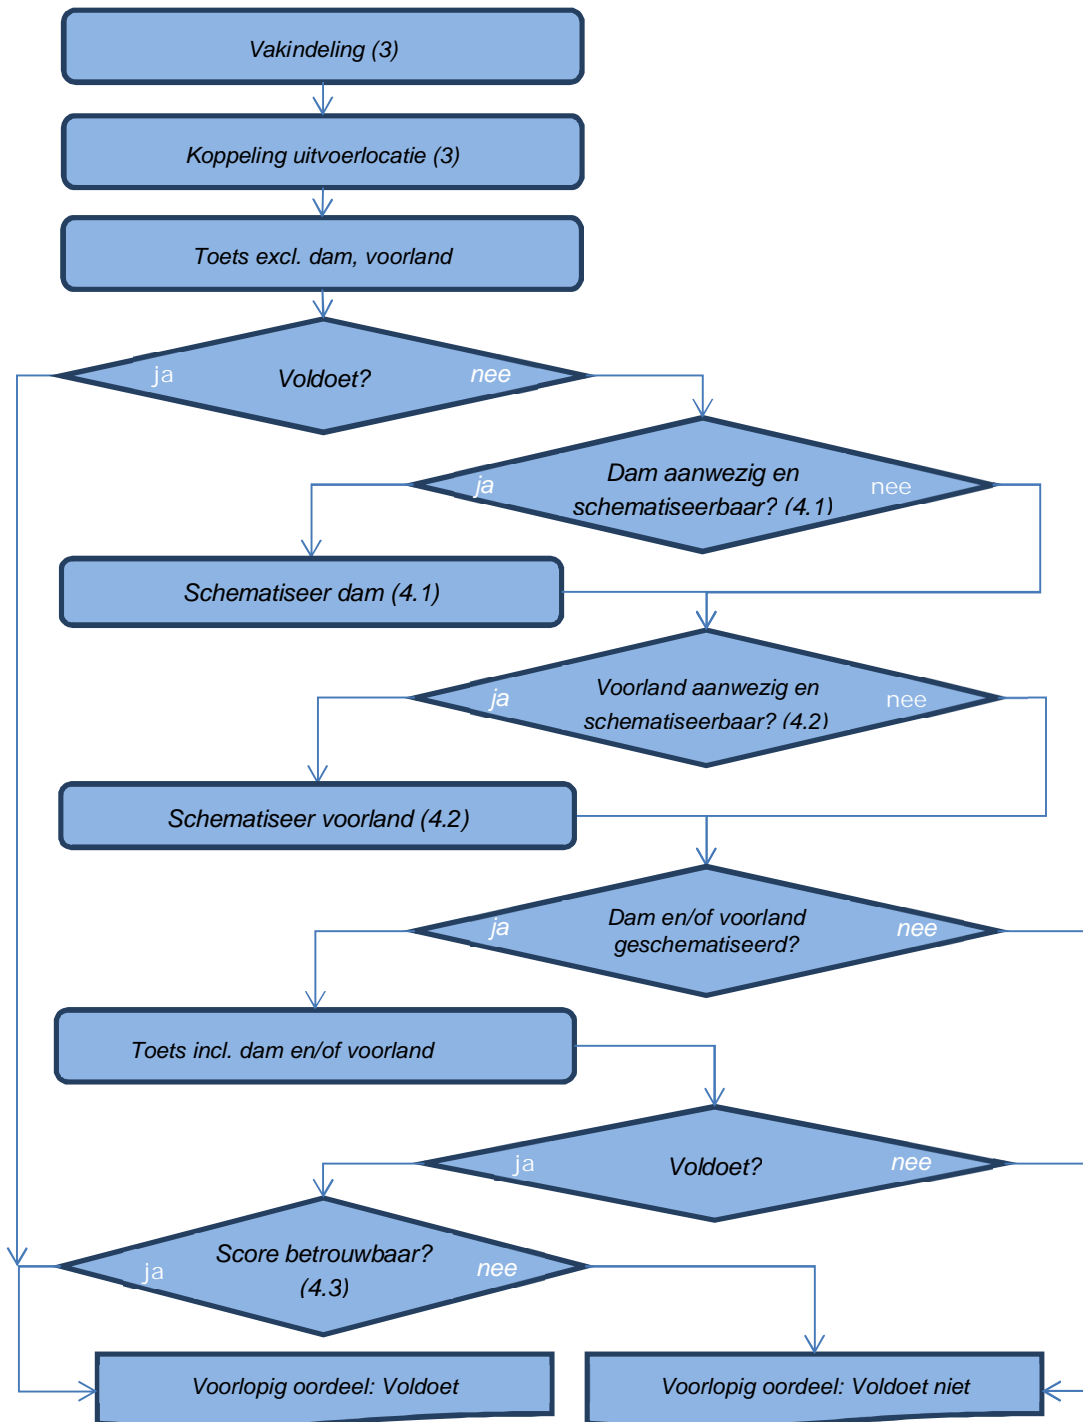 Vakindeling (3)
Koppeling uitvoerlocatie (3)
Toets excl. dam, voorland
ja
Voldoet?
nee
Dam aanwezig en
ja
schematiseerbaar? (4.1)
nee
Schematiseer dam (4.1)
Voorland aanwezig en
ja
schematiseerbaar? (4.2)
nee
Schematiseer voorland (4.2)
Dam en/of voorland
ja
geschematiseerd?
nee
Toets incl. dam en/of voorland
ja
Voldoet?
nee
Score betrouwbaar?
ja
(4.3)
nee
Voorlopig oordeel: Voldoet
Voorlopig oordeel: Voldoet niet